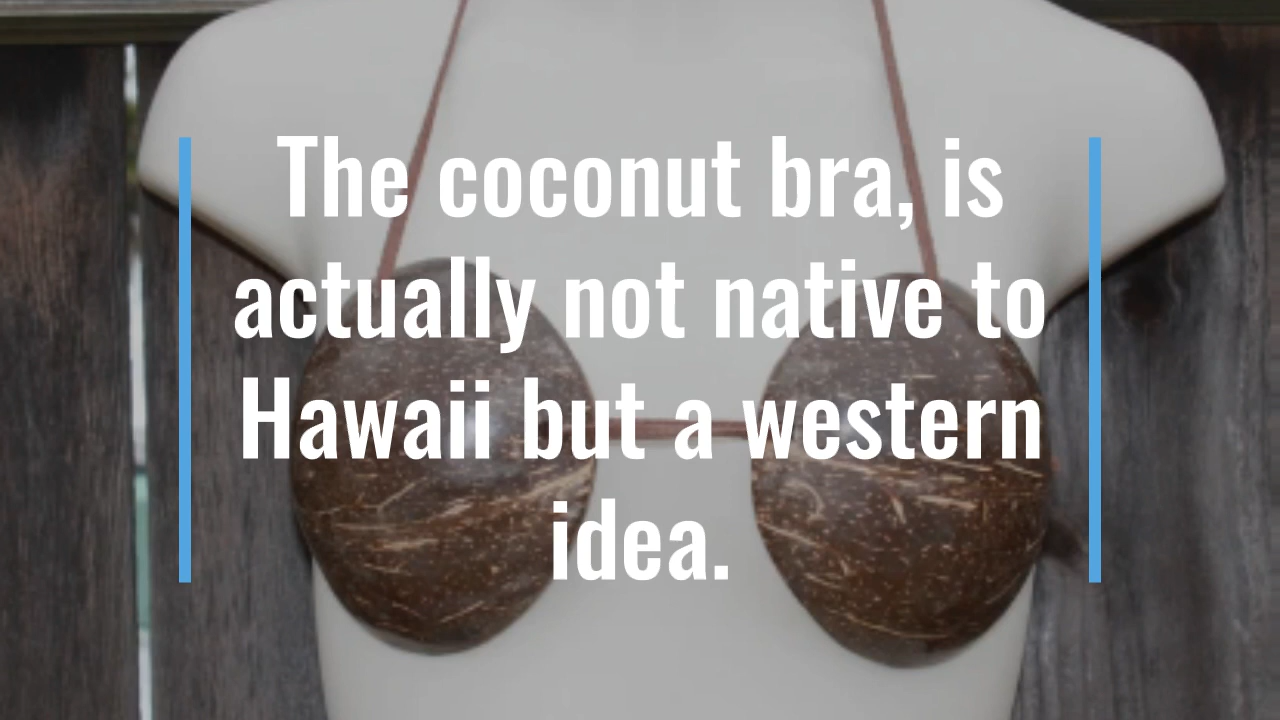 The coconut bra, is
actually not native to
Hawaii but a western
idea.